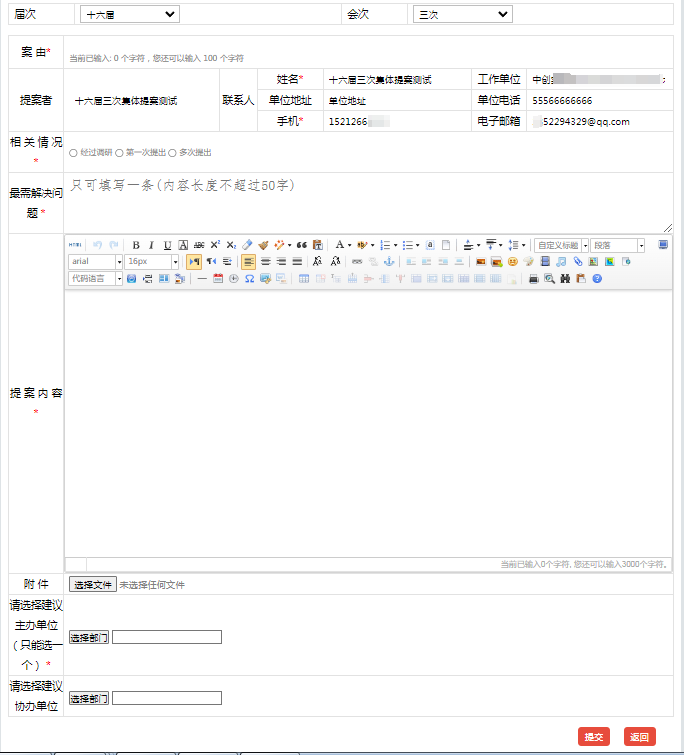 届次 十六届 会次 三次
案 由*
当前已输入: 0 个字符 , 您还可以输入 100 个字符
提案者 十六届三次集体提案测试 联系人 姓名* 十六届三次集体提案测试 工作单位 中创
单位地址 单位地址 单位电话 55566666666
手机* 1521266 电子邮箱 52294329@qq.com
相 关 情 况
*
经过调研 第一次提出 多次提出
最需解决问
题 *
只可填写一条(内容长度不超过50字)
HTML B I U A ABC X² X₂ 自定义标题 段落
arial 16px
代码语言
提 案 内 容
*
当前已输入0个字符, 您还可以输入3000个字符。
附 件 选择文件 未选择任何文件
请选择建议
主办单位
( 只能选一
个 ) *
选择部门
请选择建议
协办单位
选择部门
提交 返回